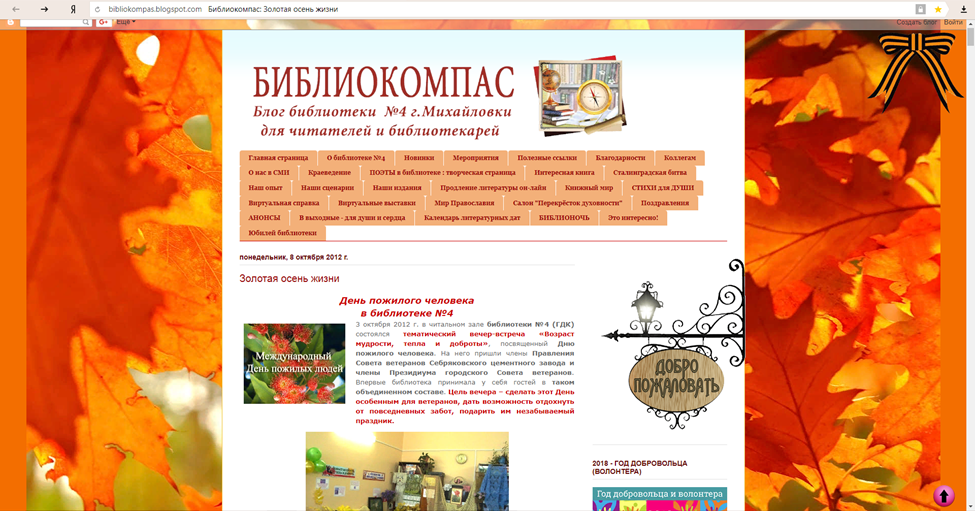 Я bibliokompas.blogspot.com Библиокомпас: Золотая осень жизни
G+ Еще Создать блог Войти
БИБЛИОКОМПАС
Блог библиотеки №4 г.Михайловки
для читателей и библиотекарей
Главная страница О библиотеке №4 Новинки Мероприятия Полезные ссылки Благодарности Коллегам
О нас в СМИ Краеведение ПОЭТЫ в библиотеке : творческая страница Интересная книга Сталинградская битва
Наш опыт Наши сценарии Наши издания Продление литературы он-лайн Книжный мир СТИХИ для ДУШИ
Виртуальная справка Виртуальные выставки Мир Православия Салон "Перекрёсток духовности" Поздравления
АНОНСЫ В выходные - для души и сердца Календарь литературных дат БИБЛИОНОЧЬ Это интересно!
Юбилей библиотеки
понедельник, 8 октября 2012 г.
Золотая осень жизни
День пожилого человека
в библиотеке №4
Международный
День пожилых людей
3 октября 2012 г. в читальном зале библиотеки №4 (ГДК)
состоялся тематический вечер-встреча «Возраст
мудрости, тепла и доброты», посвященный Дню
пожилого человека. На него пришли члены Правления
Совета ветеранов Себряковского цементного завода и
члены Президиума городского Совета ветеранов.
Впервые библиотека принимала у себя гостей в таком
объединенном составе. Цель вечера – сделать этот День
особенным для ветеранов, дать возможность отдохнуть
от повседневных забот, подарить им незабываемый
праздник.
ДОБРО
ПОЖАЛОВАТЬ
2018 - ГОД ДОБРОВОЛЬЦА
(ВОЛОНТЕРА)
Год добровольца и волонтера